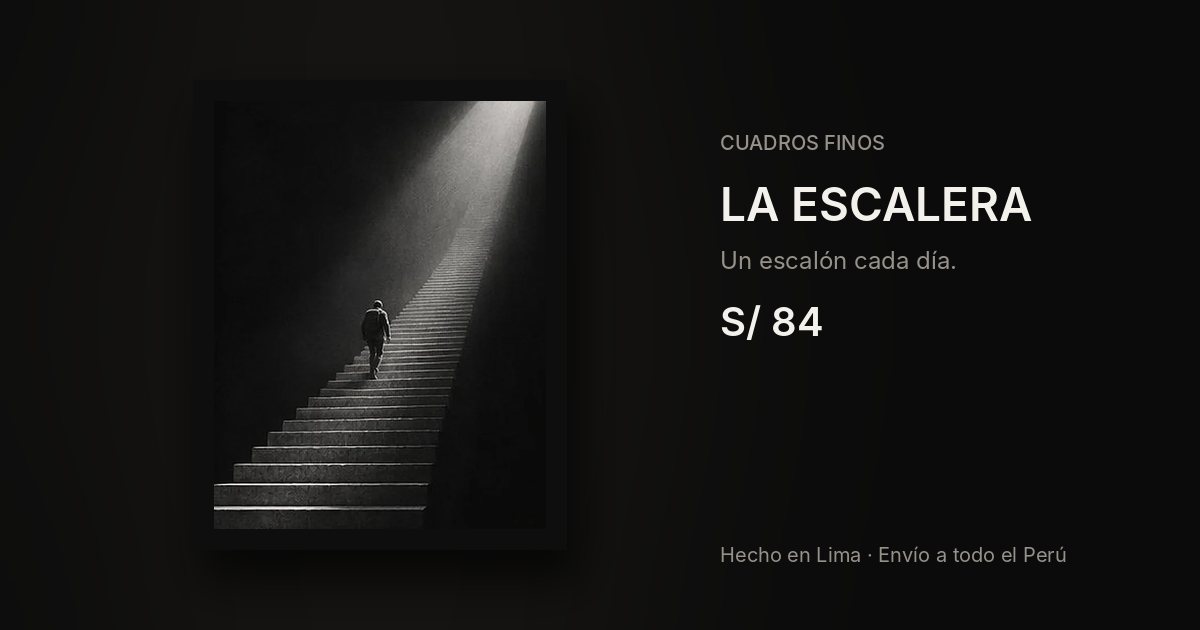 CUADROS FINOS
LA ESCALERA
Un escalón cada día.
S/ 84
Hecho en Lima · Envío a todo el Perú